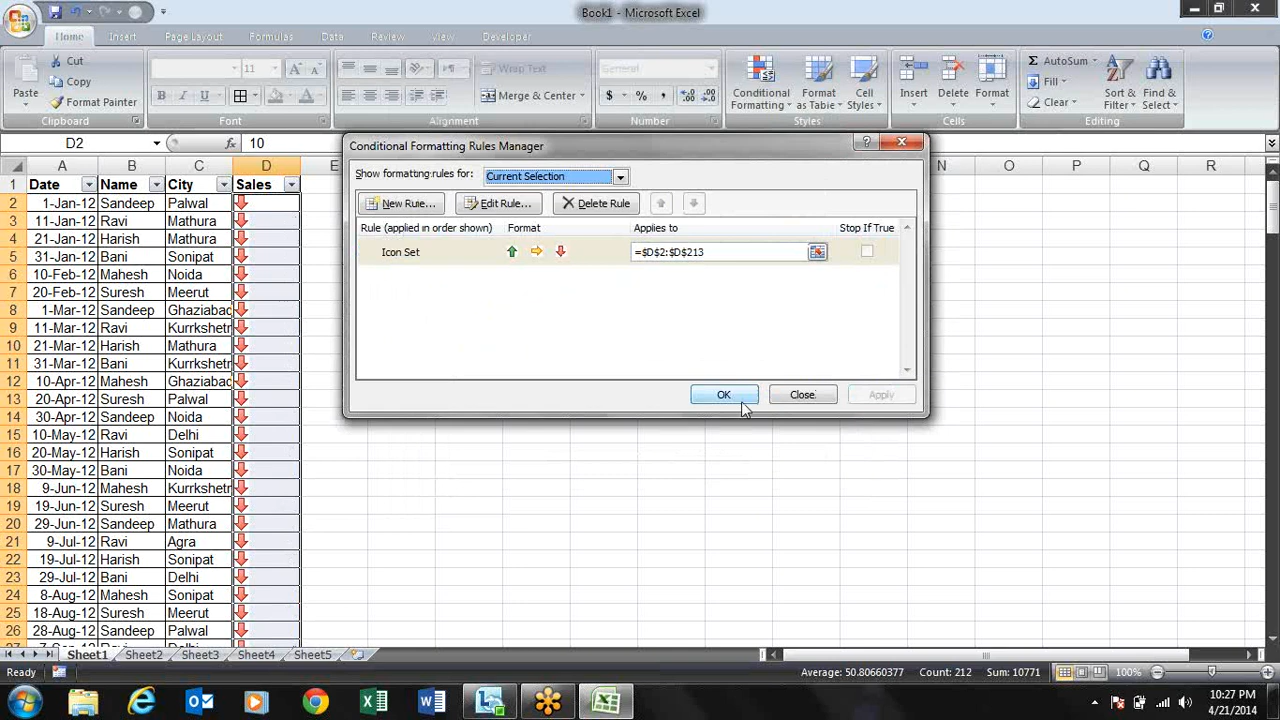 Book1 - Microsoft Excel
Home Insert Page Layout Formulas Data Review View Developer
Cut
Copy
Format Painter
Paste
Clipboard
11
Font
Wrap Text
Merge & Center
Alignment
General
Number
Conditional Formatting
Format as Table
Cell Styles
Styles
Insert Delete Format
Cells
AutoSum
Fill
Clear
Sort & Filter
Find & Select
Editing
D2 fx 10
A B C D E N O P Q R
1 Date Name City Sales
2 1-Jan-12 Sandeep Palwal
3 11-Jan-12 Ravi Mathura
4 21-Jan-12 Harish Mathura
5 31-Jan-12 Bani Sonipat
6 10-Feb-12 Mahesh Noida
7 20-Feb-12 Suresh Meerut
8 1-Mar-12 Sandeep Ghaziabad
9 11-Mar-12 Ravi Kurrkshetr
10 21-Mar-12 Harish Mathura
11 31-Mar-12 Bani Kurrkshetr
12 10-Apr-12 Mahesh Ghaziabad
13 20-Apr-12 Suresh Palwal
14 30-Apr-12 Sandeep Noida
15 10-May-12 Ravi Delhi
16 20-May-12 Harish Sonipat
17 30-May-12 Bani Noida
18 9-Jun-12 Mahesh Kurrkshetr
19 19-Jun-12 Suresh Meerut
20 29-Jun-12 Sandeep Mathura
21 9-Jul-12 Ravi Agra
22 19-Jul-12 Harish Sonipat
23 29-Jul-12 Bani Delhi
24 8-Aug-12 Mahesh Sonipat
25 18-Aug-12 Suresh Meerut
26 28-Aug-12 Sandeep Palwal
Conditional Formatting Rules Manager
Show formatting rules for: Current Selection
New Rule... Edit Rule... Delete Rule
Rule (applied in order shown) Format Applies to Stop If True
Icon Set =$D$2:$D$213
OK Close Apply
Sheet1 Sheet2 Sheet3 Sheet4 Sheet5
Ready Average: 50.80660377 Count: 212 Sum: 10771 100%
10:27 PM
4/21/2014